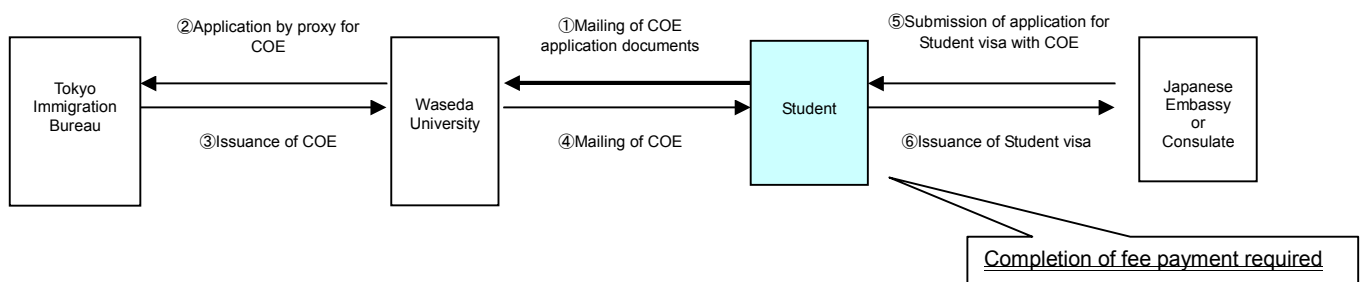 ②Application by proxy for
COE
①Mailing of COE
application documents
⑤Submission of application for
Student visa with COE
Tokyo
Immigration
Bureau
Waseda
University
Student
Japanese
Embassy
or
Consulate
③Issuance of COE
④Mailing of COE
⑥Issuance of Student visa
Completion of fee payment required